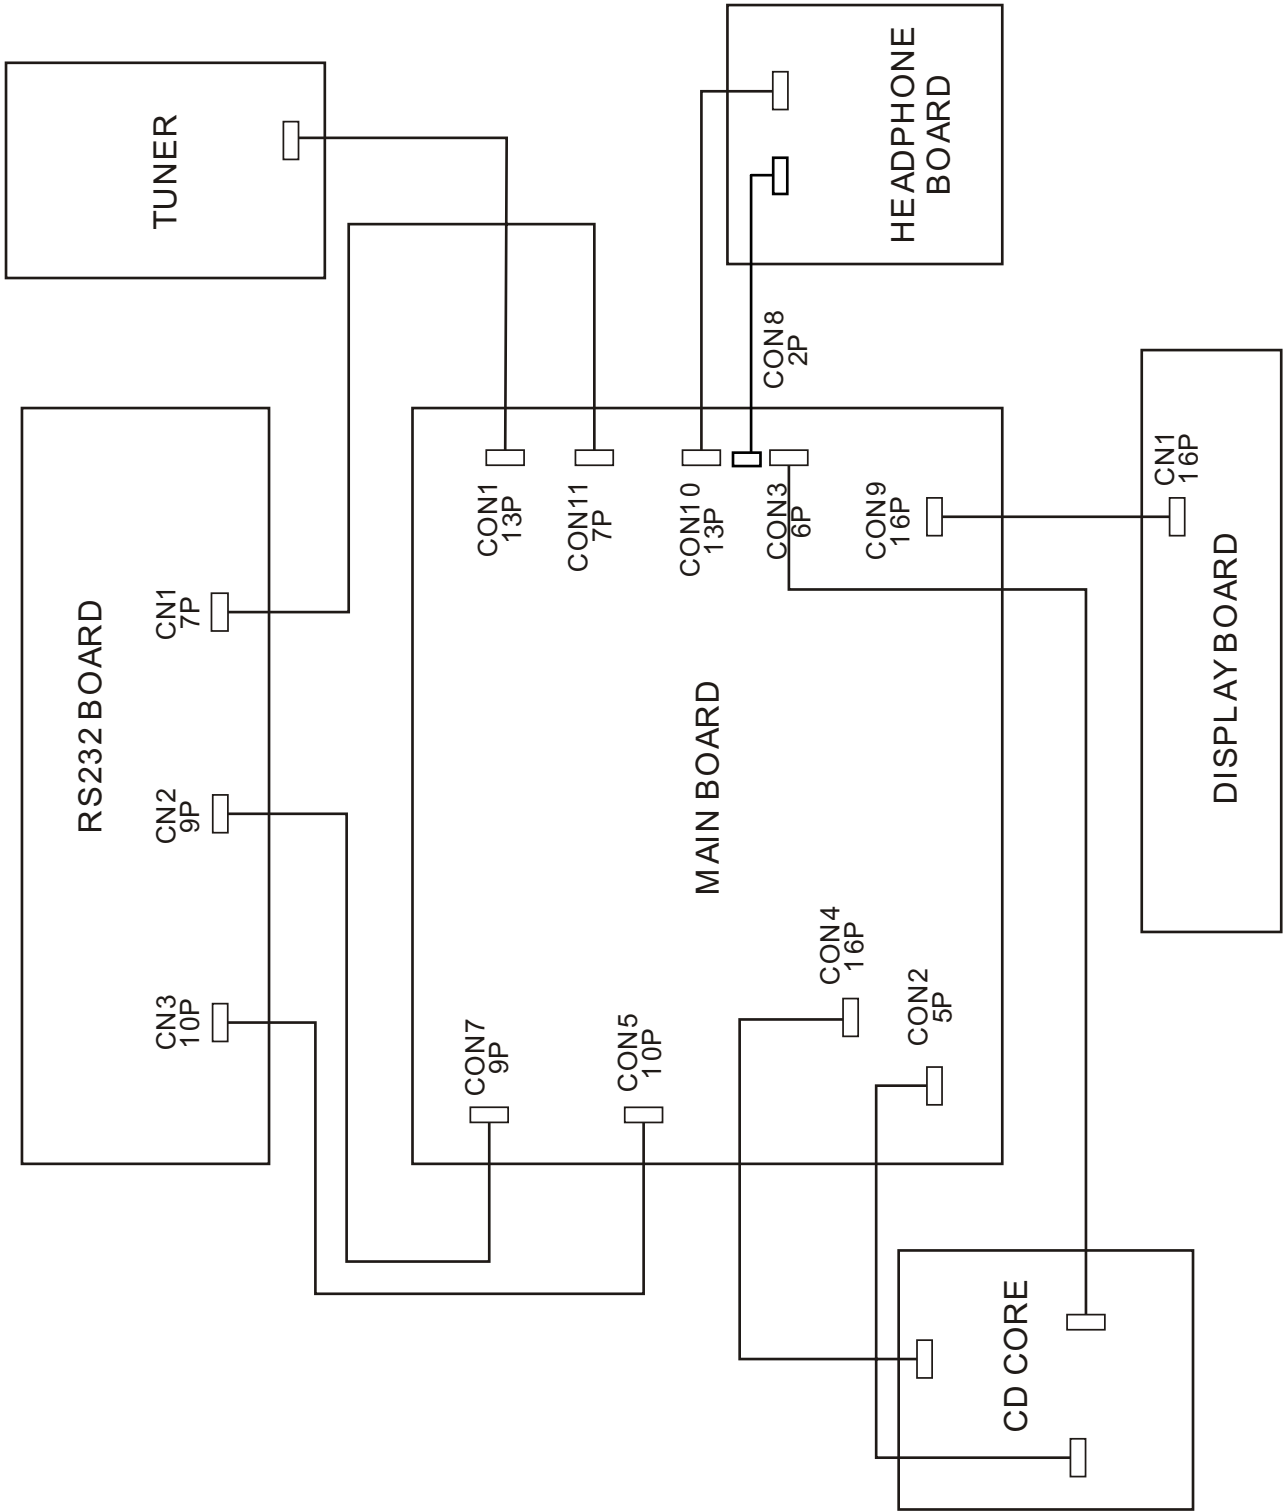 TUNER
HEADPHONE
BOARD
CON8
2P
RS232 BOARD
CN1
7P
CN2
9P
CN3
10P
CON1
13P
CON11
7P
CON10
13P
CON3
6P
CON9
16P
MAIN BOARD
CON7
9P
CON5
10P
CON4
16P
CON2
5P
CN1
16P
DISPLAY BOARD
CD CORE